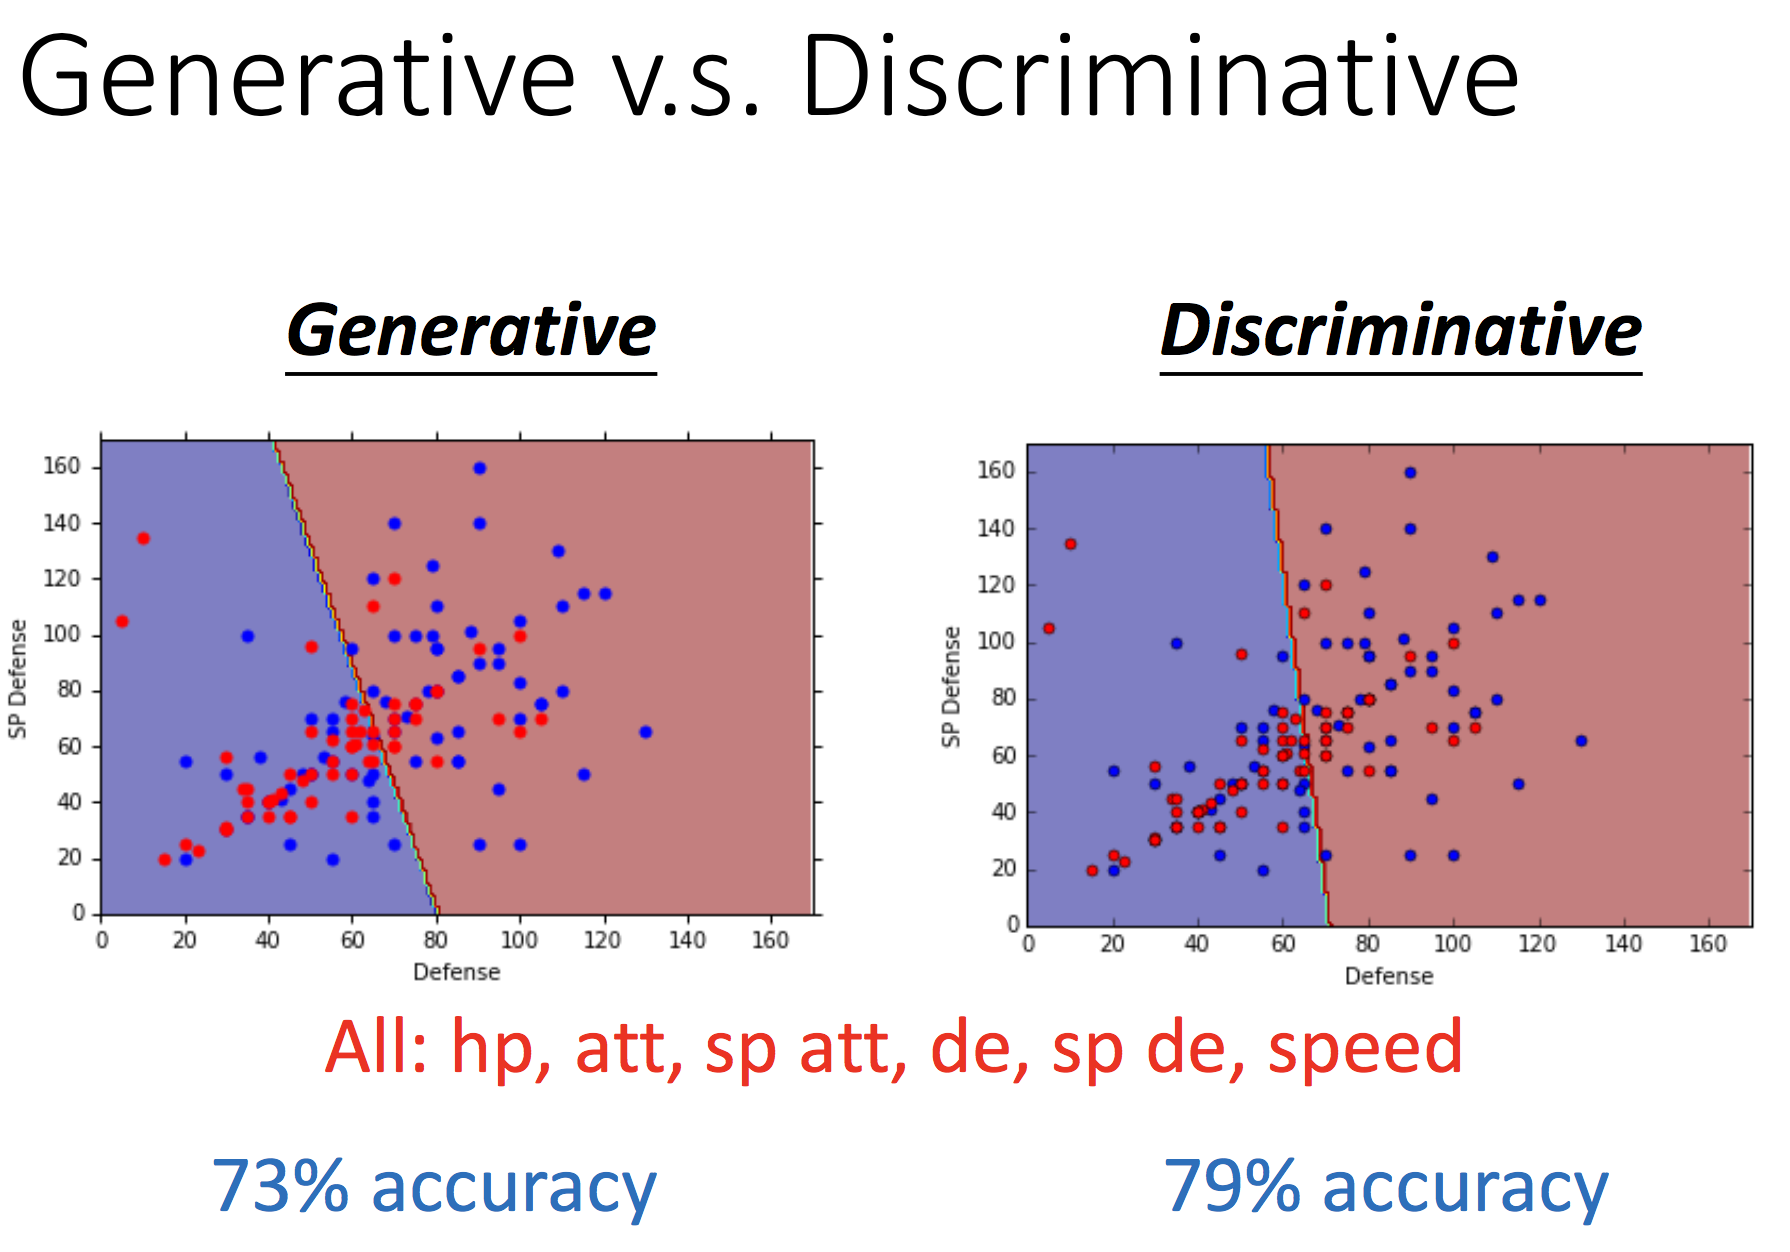 Generative v.s. Discriminative
Generative
Discriminative
160
140
120
100
80
60
40
20
0
SP Defense
0 20 40 60 80 100 120 140 160
Defense
160
140
120
100
80
60
40
20
0
SP Defense
0 20 40 60 80 100 120 140 160
Defense
All: hp, att, sp att, de, sp de, speed
73% accuracy
79% accuracy